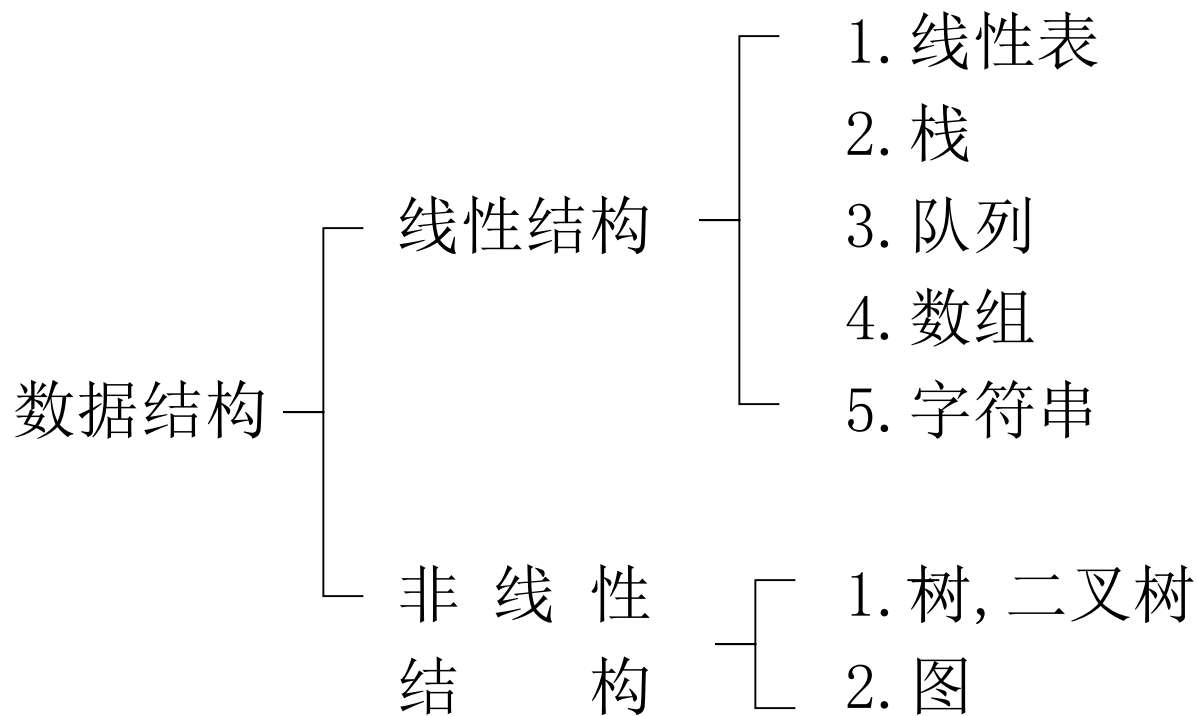 数据结构
线性结构
1.线性表
2.栈
3.队列
4.数组
5.字符串
非线性
结构
1.树,二叉树
2.图